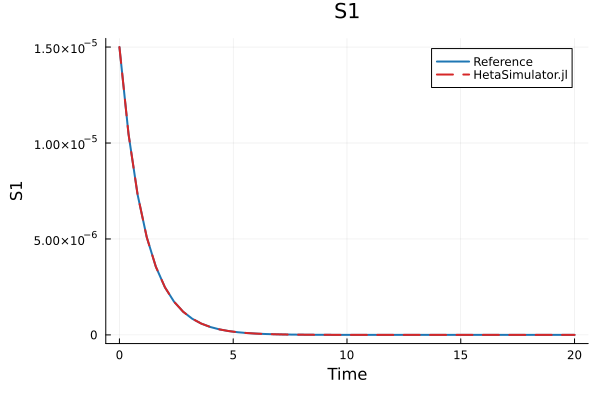 S1
1.50×10⁻⁵
1.00×10⁻⁵
5.00×10⁻⁶
0
S1
Reference
HetaSimulator.jl
0 5 10 15 20
Time